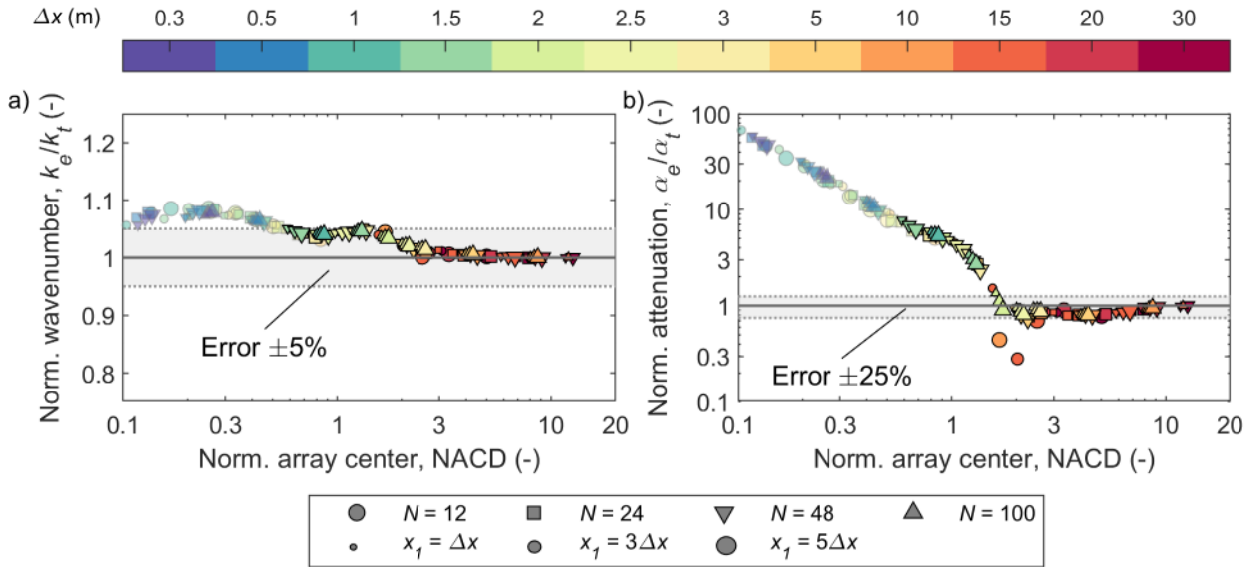 Δx (m) 0.3 0.5 1 1.5 2 2.5 3 5 10 15 20 30
a)
Norm. wavenumber, k_e/k_t (-)
1.2
1.1
1
0.9
0.8
Error ±5%
0.1 0.3 1 3 10 20
Norm. array center, NACD (-)
b)
Norm. attenuation, α_e/α_t (-)
100
30
10
3
1
0.3
0.1
Error ±25%
0.1 0.3 1 3 10 20
Norm. array center, NACD (-)
N = 12 N = 24 N = 48 N = 100
x_1 = Δx x_1 = 3Δx x_1 = 5Δx